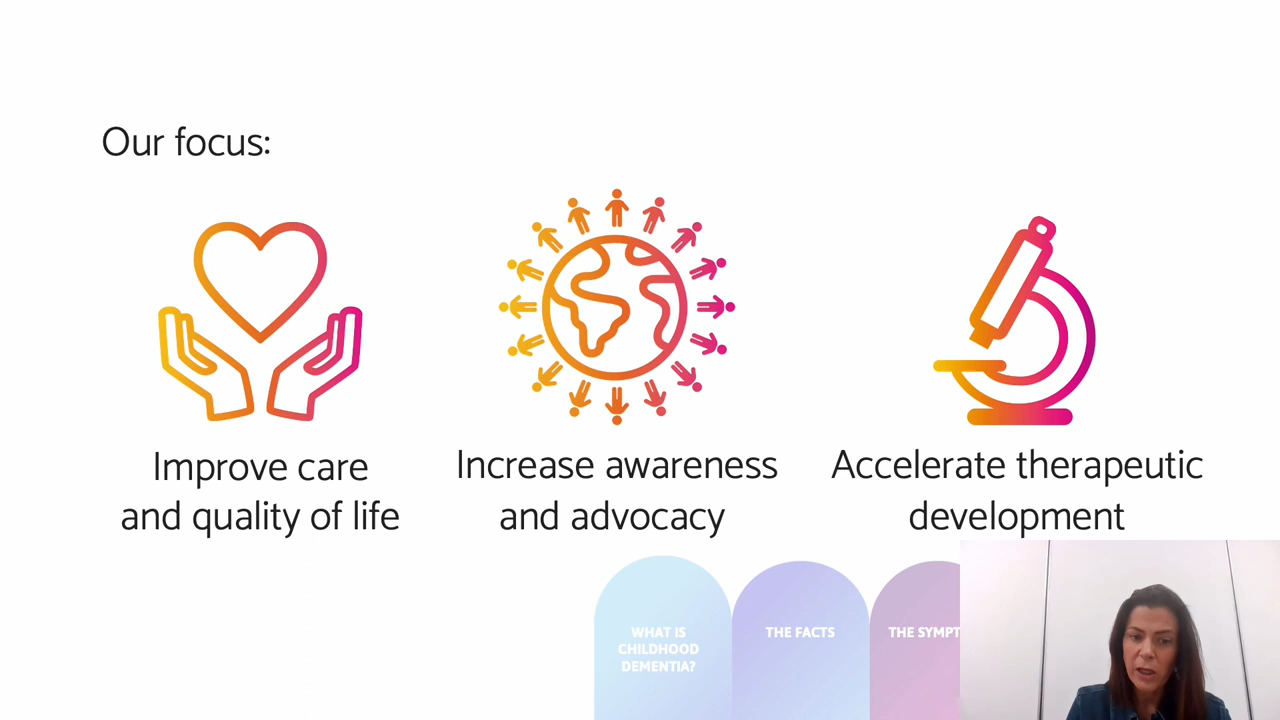 Our focus:
Improve care
and quality of life
Increase awareness
and advocacy
Accelerate therapeutic
development
WHAT IS
CHILDHOOD
DEMENTIA?
THE FACTS
THE